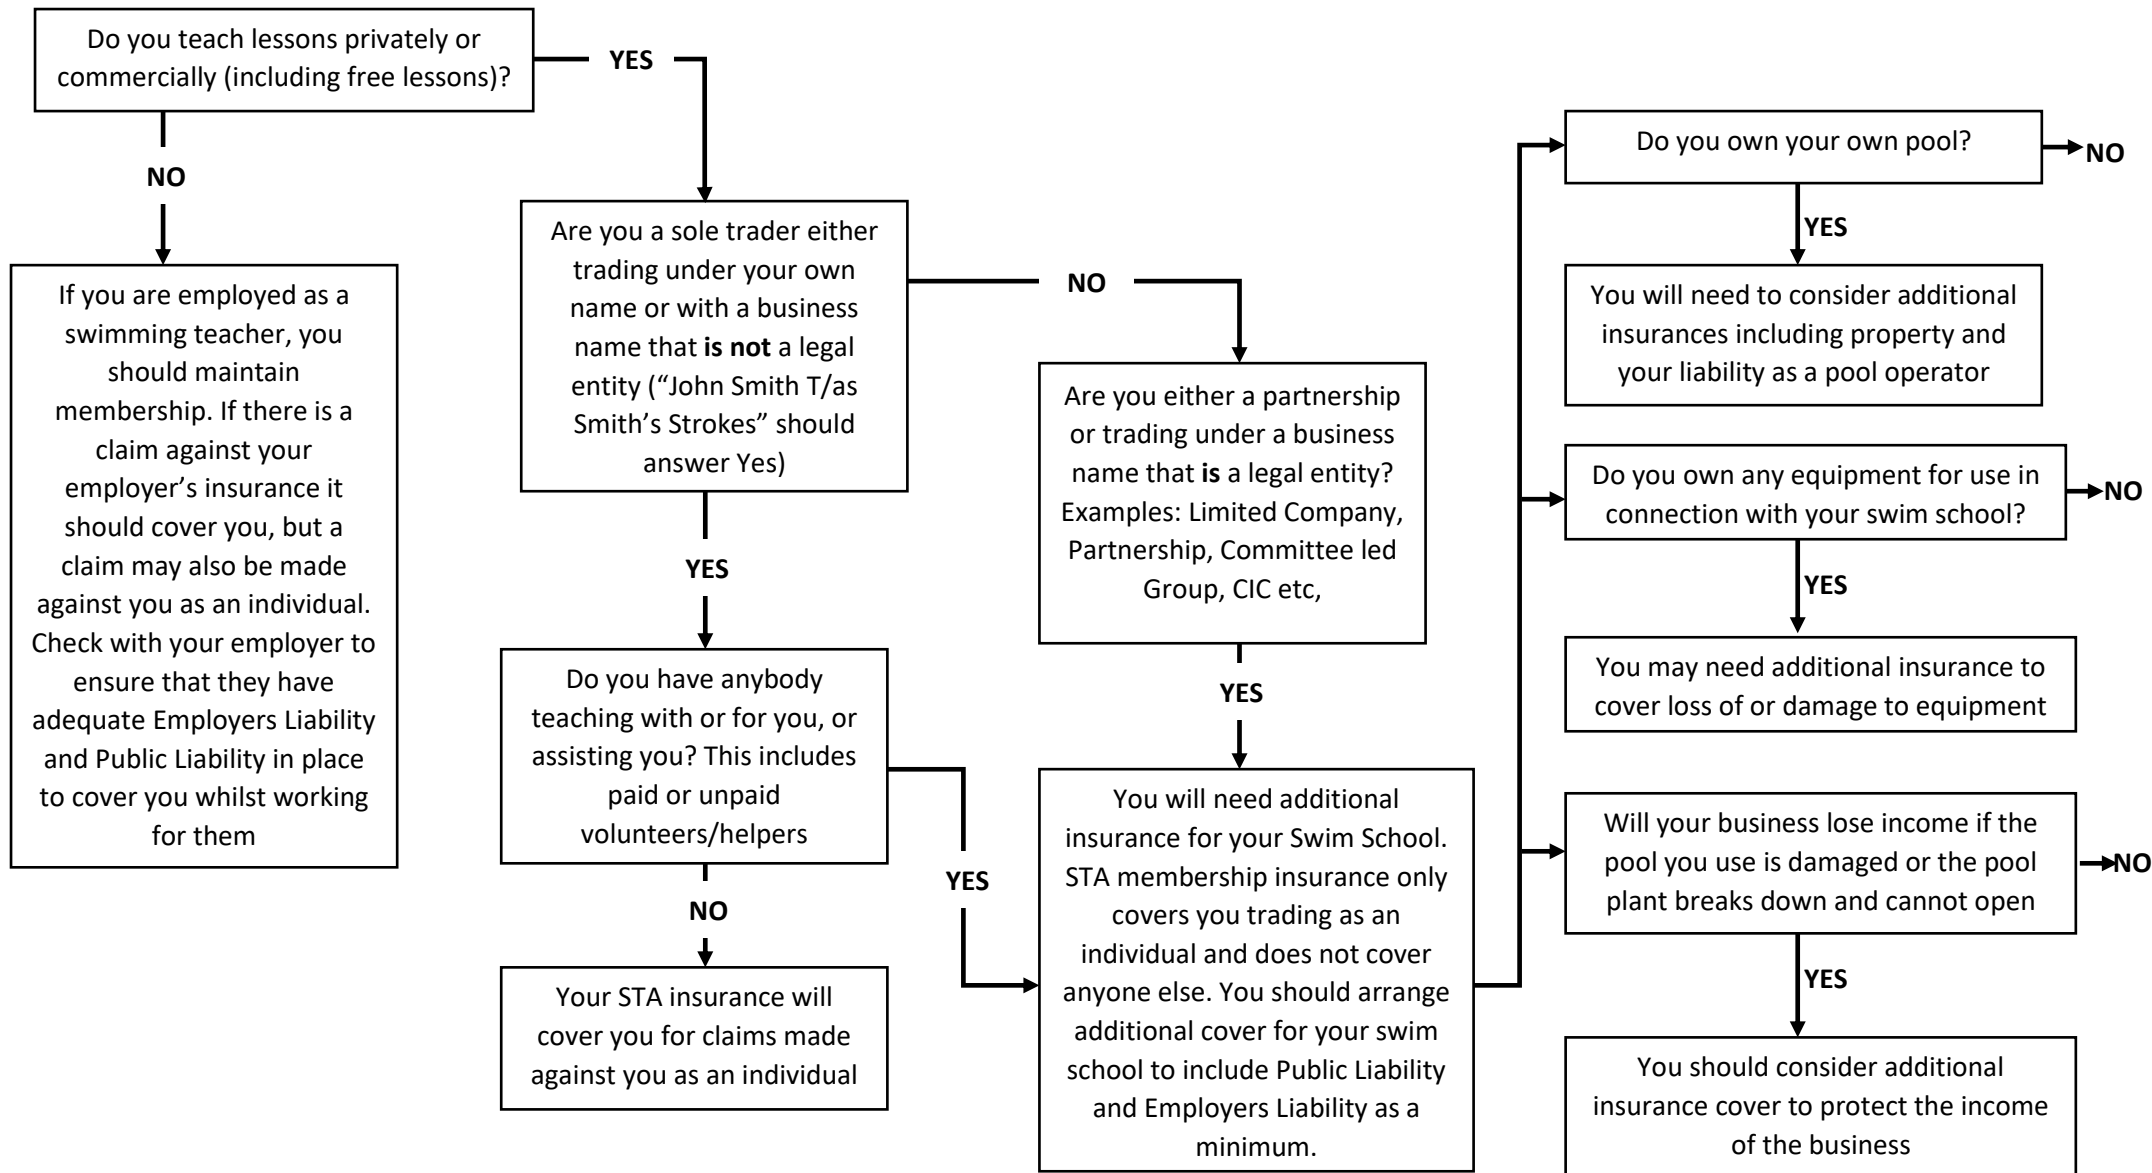 Do you teach lessons privately or
commercially (including free lessons)?
YES
NO
If you are employed as a
swimming teacher, you
should maintain
membership. If there is a
claim against your
employer’s insurance it
should cover you, but a
claim may also be made
against you as an individual.
Check with your employer to
ensure that they have
adequate Employers Liability
and Public Liability in place
to cover you whilst working
for them
Are you a sole trader either
trading under your own
name or with a business
name that is not a legal
entity (“John Smith T/as
Smith’s Strokes” should
answer Yes)
NO
YES
Do you have anybody
teaching with or for you, or
assisting you? This includes
paid or unpaid
volunteers/helpers
YES
NO
Your STA insurance will
cover you for claims made
against you as an individual
Are you either a partnership
or trading under a business
name that is a legal entity?
Examples: Limited Company,
Partnership, Committee led
Group, CIC etc,
YES
You will need additional
insurance for your Swim School.
STA membership insurance only
covers you trading as an
individual and does not cover
anyone else. You should arrange
additional cover for your swim
school to include Public Liability
and Employers Liability as a
minimum.
Do you own your own pool?
NO
YES
You will need to consider additional
insurances including property and
your liability as a pool operator
Do you own any equipment for use in
connection with your swim school?
NO
YES
You may need additional insurance to
cover loss of or damage to equipment
Will your business lose income if the
pool you use is damaged or the pool
plant breaks down and cannot open
NO
YES
You should consider additional
insurance cover to protect the income
of the business